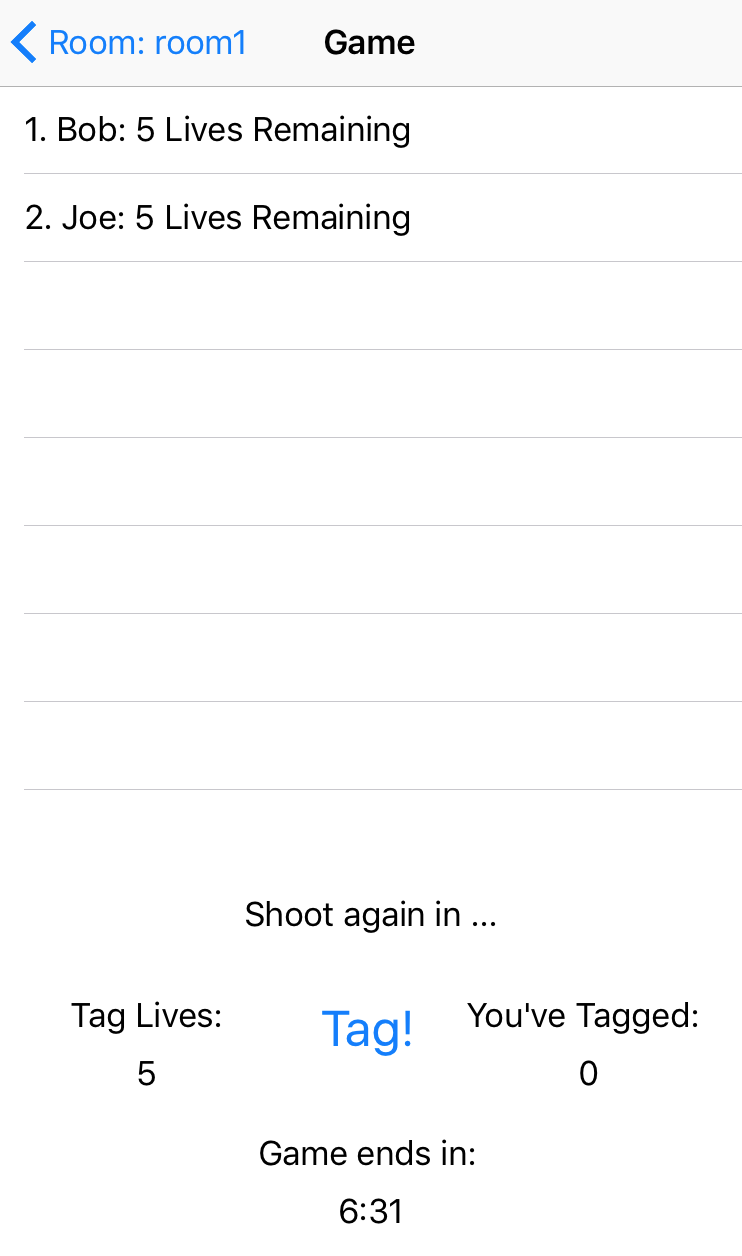 Room: room1 Game
1. Bob: 5 Lives Remaining
2. Joe: 5 Lives Remaining
Shoot again in ...
Tag Lives: Tag! You've Tagged:
5 0
Game ends in:
6:31